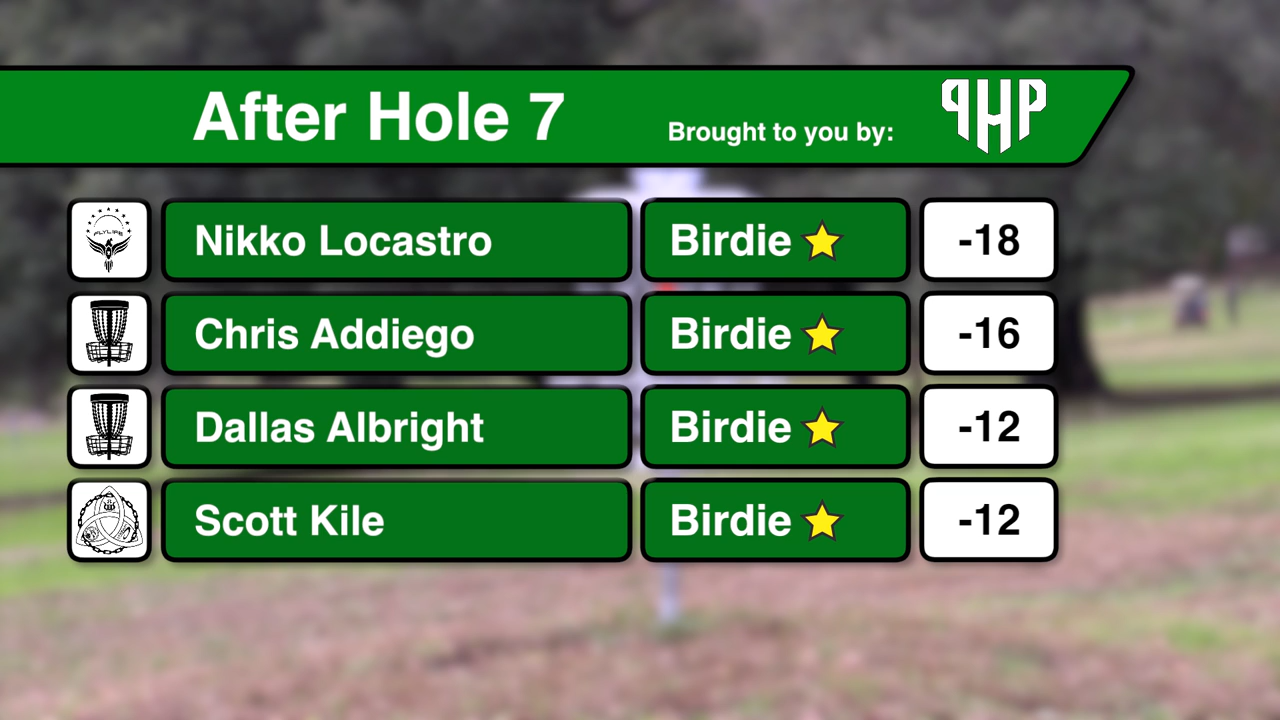 After Hole 7
Brought to you by:
PHP
FLYLIFE
Nikko Locastro Birdie -18
Chris Addiego Birdie -16
Dallas Albright Birdie -12
Scott Kile Birdie -12